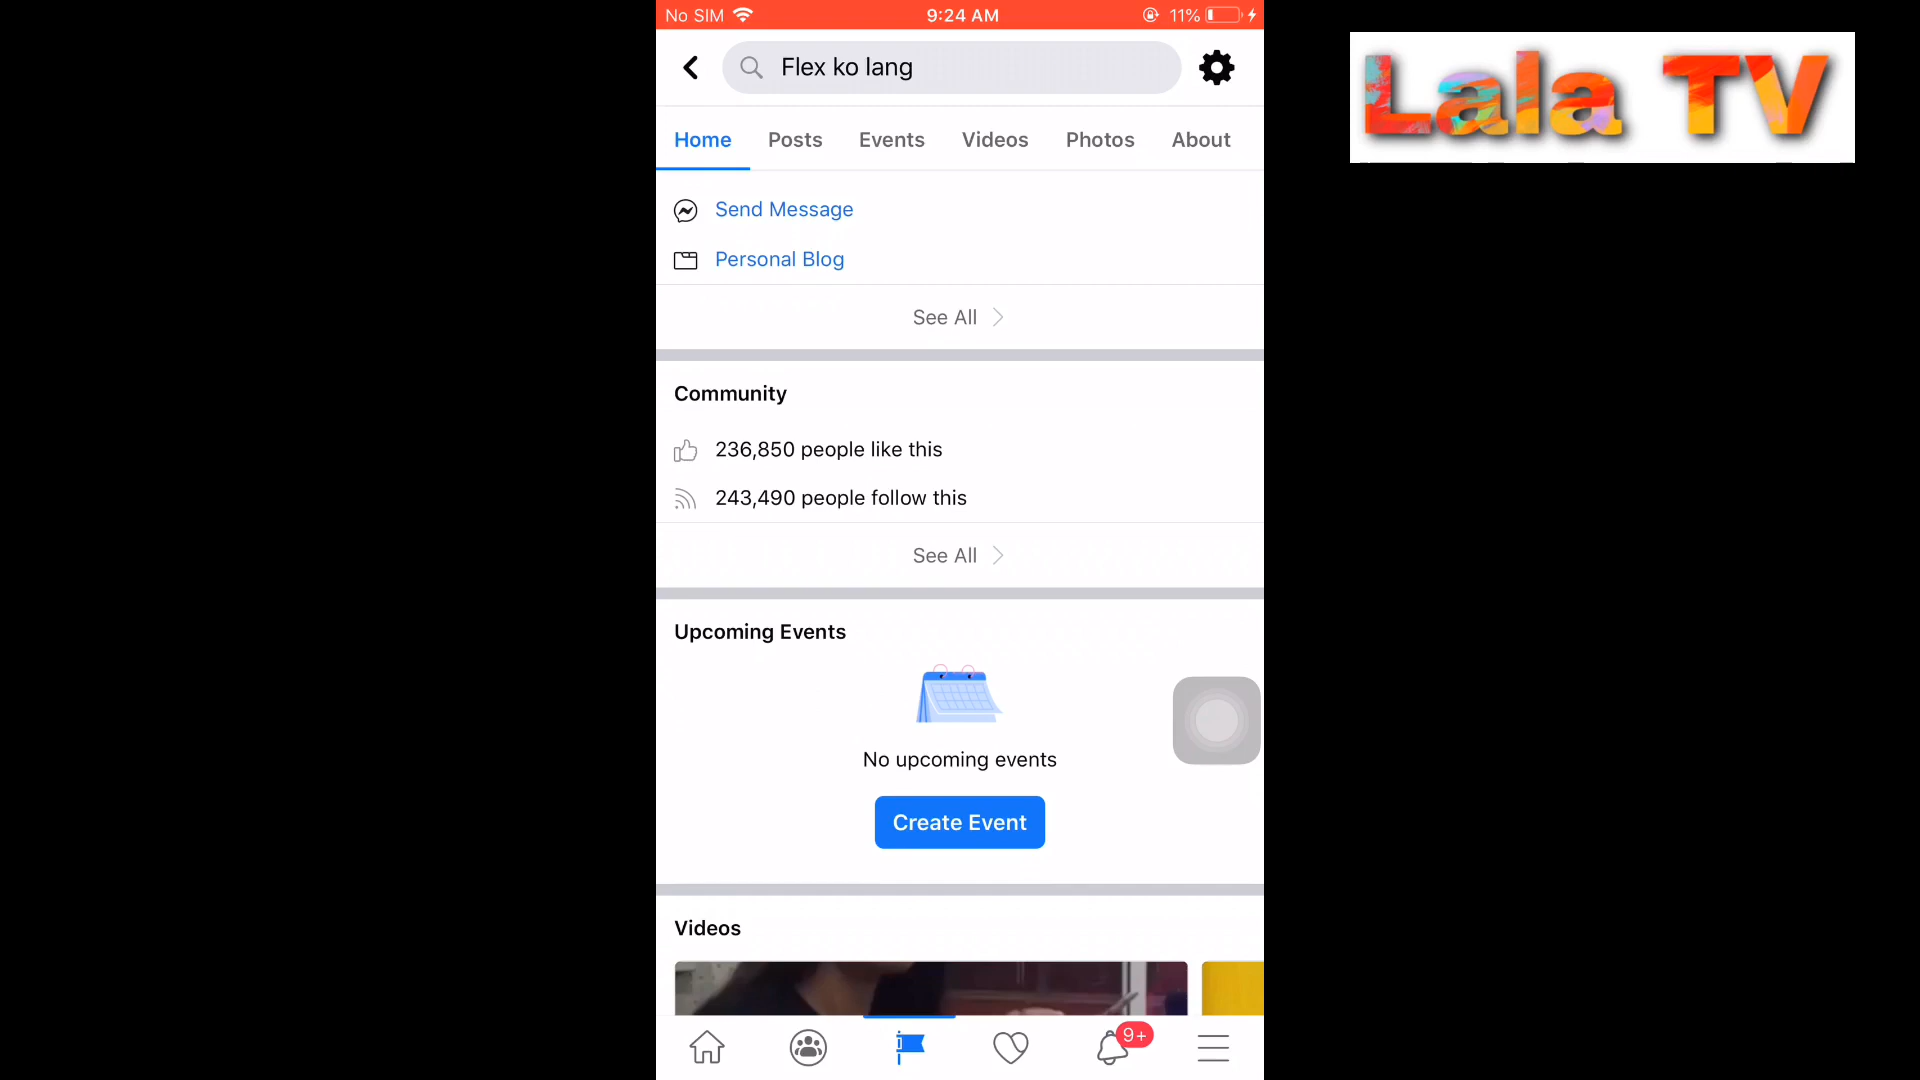 No SIM 9:24 AM 11%
Flex ko lang
Lala TV
Home Posts Events Videos Photos About
Send Message
Personal Blog
See All
Community
236,850 people like this
243,490 people follow this
See All
Upcoming Events
No upcoming events
Create Event
Videos
9+